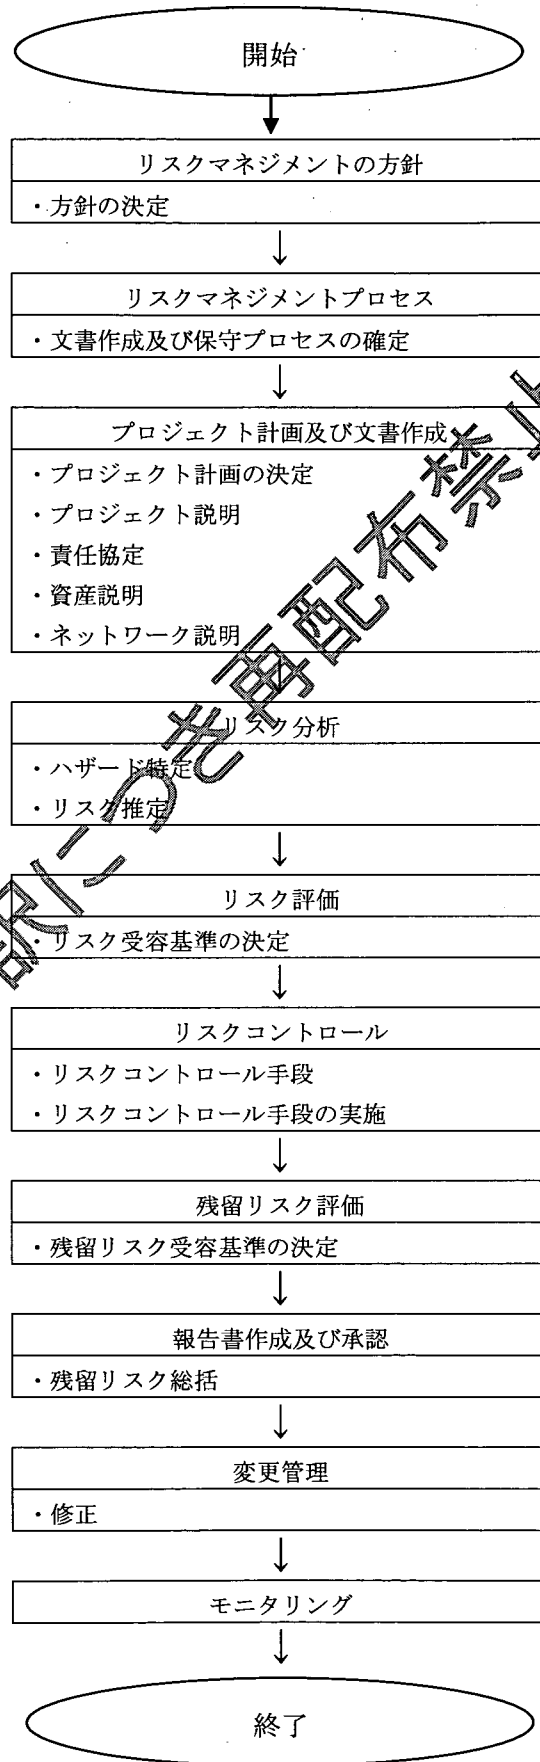 開始
リスクマネジメントの方針
・方針の決定
リスクマネジメントプロセス
・文書作成及び保守プロセスの確定
プロジェクト計画及び文書作成
・プロジェクト計画の決定
・プロジェクト説明
・責任協定
・資産説明
・ネットワーク説明
リスク分析
・ハザード特定
・リスク推定
リスク評価
・リスク受容基準の決定
リスクコントロール
・リスクコントロール手段
・リスクコントロール手段の実施
残留リスク評価
・残留リスク受容基準の決定
報告書作成及び承認
・残留リスク総括
変更管理
・修正
モニタリング
終了
訳につき再配布禁止